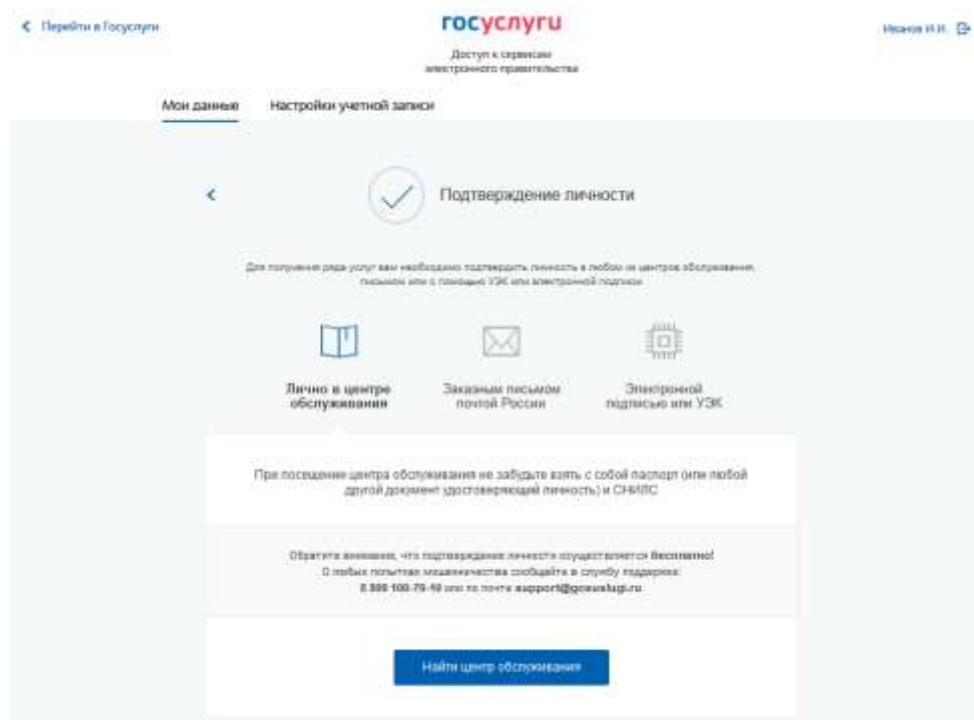 Перейти в Госуслуги
госуслуги
Иванов И.И.
Доступ к сервисам
электронного правительства
Мои данные
Настройки учетной записи
Подтверждение личности
Для получения ряда услуг вам необходимо подтвердить личность в любом из центров обслуживания,
письмом или с помощью УЭК или электронной подписи
Лично в центре
обслуживания
Заказным письмом
почтой России
Электронной
подписью или УЭК
При посещении центра обслуживания не забудьте взять с собой паспорт (или любой
другой документ удостоверяющий личность) и СНИЛС
Обратите внимание, что подтверждение личности осуществляется бесплатно!
О любых попытках мошенничества сообщайте в службу поддержки:
8 800 100-70-10 или по почте support@gosuslugi.ru
Найти центр обслуживания